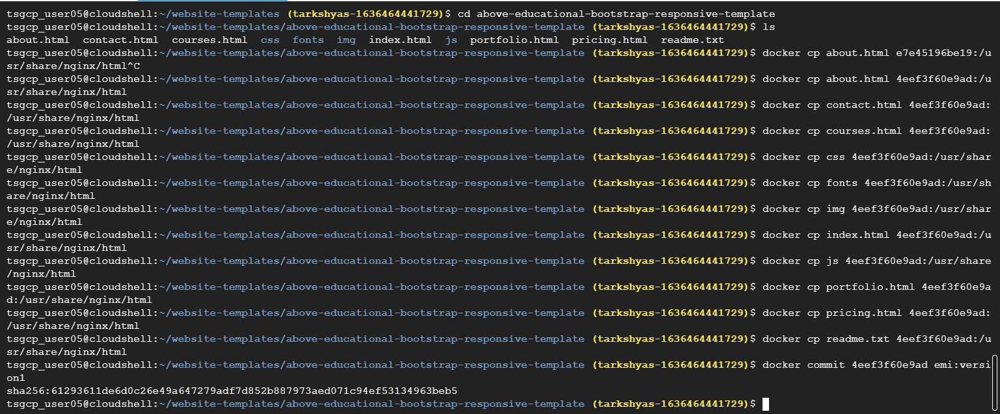 tsgcp_user05@cloudshell:~/website-templates (tarkshyas-1636464441729)$ cd above-educational-bootstrap-responsive-template
tsgcp_user05@cloudshell:~/website-templates/above-educational-bootstrap-responsive-template (tarkshyas-1636464441729)$ ls
about.html  contact.html  courses.html  css  fonts  img  index.html  js  portfolio.html  pricing.html  readme.txt
tsgcp_user05@cloudshell:~/website-templates/above-educational-bootstrap-responsive-template (tarkshyas-1636464441729)$ docker cp about.html e7e45196be19:/u
sr/share/nginx/html^C
tsgcp_user05@cloudshell:~/website-templates/above-educational-bootstrap-responsive-template (tarkshyas-1636464441729)$ docker cp about.html 4eef3f60e9ad:/u
sr/share/nginx/html
tsgcp_user05@cloudshell:~/website-templates/above-educational-bootstrap-responsive-template (tarkshyas-1636464441729)$ docker cp contact.html 4eef3f60e9ad:
/usr/share/nginx/html
tsgcp_user05@cloudshell:~/website-templates/above-educational-bootstrap-responsive-template (tarkshyas-1636464441729)$ docker cp courses.html 4eef3f60e9ad:
/usr/share/nginx/html
tsgcp_user05@cloudshell:~/website-templates/above-educational-bootstrap-responsive-template (tarkshyas-1636464441729)$ docker cp css 4eef3f60e9ad:/usr/shar
e/nginx/html
tsgcp_user05@cloudshell:~/website-templates/above-educational-bootstrap-responsive-template (tarkshyas-1636464441729)$ docker cp fonts 4eef3f60e9ad:/usr/sh
are/nginx/html
tsgcp_user05@cloudshell:~/website-templates/above-educational-bootstrap-responsive-template (tarkshyas-1636464441729)$ docker cp img 4eef3f60e9ad:/usr/shar
e/nginx/html
tsgcp_user05@cloudshell:~/website-templates/above-educational-bootstrap-responsive-template (tarkshyas-1636464441729)$ docker cp index.html 4eef3f60e9ad:/u
sr/share/nginx/html
tsgcp_user05@cloudshell:~/website-templates/above-educational-bootstrap-responsive-template (tarkshyas-1636464441729)$ docker cp js 4eef3f60e9ad:/usr/share
/nginx/html
tsgcp_user05@cloudshell:~/website-templates/above-educational-bootstrap-responsive-template (tarkshyas-1636464441729)$ docker cp portfolio.html 4eef3f60e9a
d:/usr/share/nginx/html
tsgcp_user05@cloudshell:~/website-templates/above-educational-bootstrap-responsive-template (tarkshyas-1636464441729)$ docker cp pricing.html 4eef3f60e9ad:
/usr/share/nginx/html
tsgcp_user05@cloudshell:~/website-templates/above-educational-bootstrap-responsive-template (tarkshyas-1636464441729)$ docker cp readme.txt 4eef3f60e9ad:/u
sr/share/nginx/html
tsgcp_user05@cloudshell:~/website-templates/above-educational-bootstrap-responsive-template (tarkshyas-1636464441729)$ docker commit 4eef3f60e9ad emi:versi
on1
sha256:61293611de6d0c26e49a647279adf7d852b887973aed071c94ef53134963beb5
tsgcp_user05@cloudshell:~/website-templates/above-educational-bootstrap-responsive-template (tarkshyas-1636464441729)$